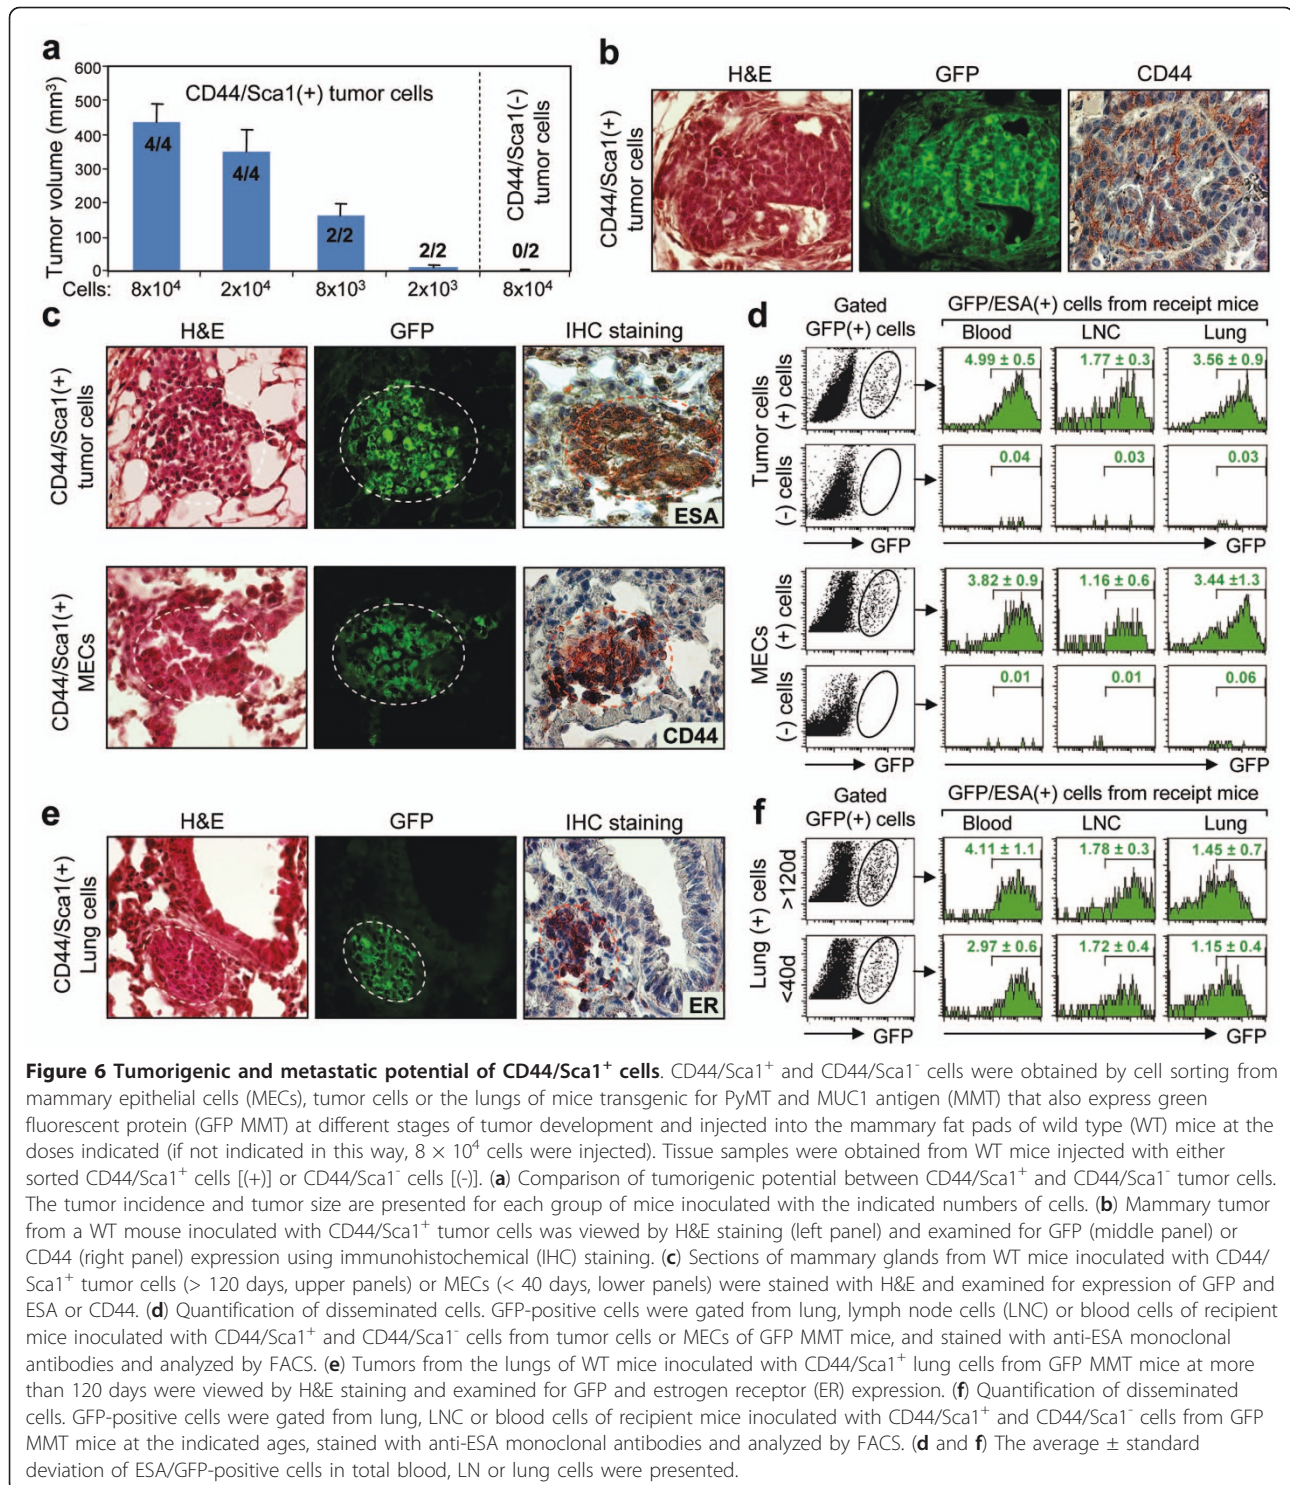 a
Tumor volume (mm³)
600
500
400
300
200
100
0
CD44/Sca1(+) tumor cells
CD44/Sca1(-)
tumor cells
4/4
4/4
2/2
2/2
0/2
Cells: 8x10⁴ 2x10⁴ 8x10³ 2x10³ 8x10⁴
b
H&E GFP CD44
CD44/Sca1(+)
tumor cells
c
H&E GFP IHC staining
CD44/Sca1(+)
tumor cells
ESA
CD44/Sca1(+)
MECs
CD44
d
Gated
GFP(+) cells
GFP/ESA(+) cells from receipt mice
Blood LNC Lung
Tumor cells
(+) cells
4.99 ± 0.5 1.77 ± 0.3 3.56 ± 0.9
(-) cells
0.04 0.03 0.03
GFP GFP
MECs
(+) cells
3.82 ± 0.9 1.16 ± 0.6 3.44 ±1.3
(-) cells
0.01 0.01 0.06
GFP GFP
e
H&E GFP IHC staining
CD44/Sca1(+)
Lung cells
ER
f
Gated
GFP(+) cells
GFP/ESA(+) cells from receipt mice
Blood LNC Lung
Lung (+) cells
>120d
4.11 ± 1.1 1.78 ± 0.3 1.45 ± 0.7
<40d
2.97 ± 0.6 1.72 ± 0.4 1.15 ± 0.4
GFP GFP
Figure 6 Tumorigenic and metastatic potential of CD44/Sca1⁺ cells. CD44/Sca1⁺ and CD44/Sca1⁻ cells were obtained by cell sorting from
mammary epithelial cells (MECs), tumor cells or the lungs of mice transgenic for PyMT and MUC1 antigen (MMT) that also express green
fluorescent protein (GFP MMT) at different stages of tumor development and injected into the mammary fat pads of wild type (WT) mice at the
doses indicated (if not indicated in this way, 8 × 10⁴ cells were injected). Tissue samples were obtained from WT mice injected with either
sorted CD44/Sca1⁺ cells [(+)] or CD44/Sca1⁻ cells [(-)]. (a) Comparison of tumorigenic potential between CD44/Sca1⁺ and CD44/Sca1⁻ tumor cells.
The tumor incidence and tumor size are presented for each group of mice inoculated with the indicated numbers of cells. (b) Mammary tumor
from a WT mouse inoculated with CD44/Sca1⁺ tumor cells was viewed by H&E staining (left panel) and examined for GFP (middle panel) or
CD44 (right panel) expression using immunohistochemical (IHC) staining. (c) Sections of mammary glands from WT mice inoculated with CD44/
Sca1⁺ tumor cells (> 120 days, upper panels) or MECs (< 40 days, lower panels) were stained with H&E and examined for expression of GFP and
ESA or CD44. (d) Quantification of disseminated cells. GFP-positive cells were gated from lung, lymph node cells (LNC) or blood cells of recipient
mice inoculated with CD44/Sca1⁺ and CD44/Sca1⁻ cells from tumor cells or MECs of GFP MMT mice, and stained with anti-ESA monoclonal
antibodies and analyzed by FACS. (e) Tumors from the lungs of WT mice inoculated with CD44/Sca1⁺ lung cells from GFP MMT mice at more
than 120 days were viewed by H&E staining and examined for GFP and estrogen receptor (ER) expression. (f) Quantification of disseminated
cells. GFP-positive cells were gated from lung, LNC or blood cells of recipient mice inoculated with CD44/Sca1⁺ and CD44/Sca1⁻ cells from GFP
MMT mice at the indicated ages, stained with anti-ESA monoclonal antibodies and analyzed by FACS. (d and f) The average ± standard
deviation of ESA/GFP-positive cells in total blood, LN or lung cells were presented.